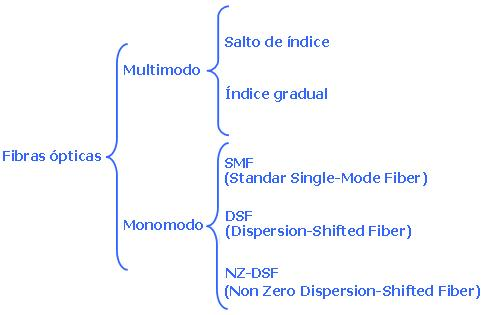 Fibras ópticas
Multimodo
Salto de índice
Índice gradual
Monomodo
SMF
(Standar Single-Mode Fiber)
DSF
(Dispersion-Shifted Fiber)
NZ-DSF
(Non Zero Dispersion-Shifted Fiber)